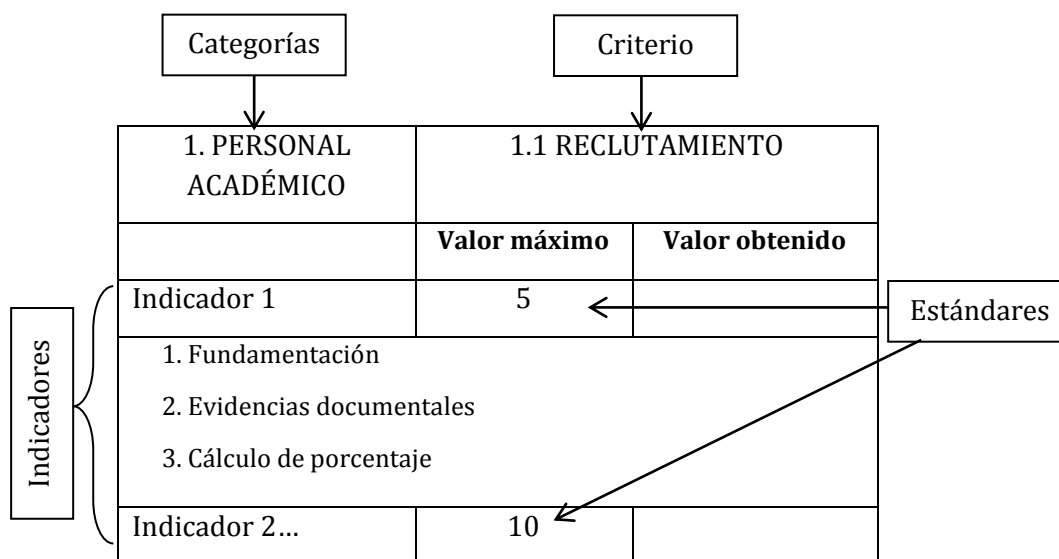 Categorías
Criterio
1. PERSONAL
ACADÉMICO
1.1 RECLUTAMIENTO
Valor máximo
Valor obtenido
Indicador 1
5
Estándares
Indicadores
1. Fundamentación
2. Evidencias documentales
3. Cálculo de porcentaje
Indicador 2...
10